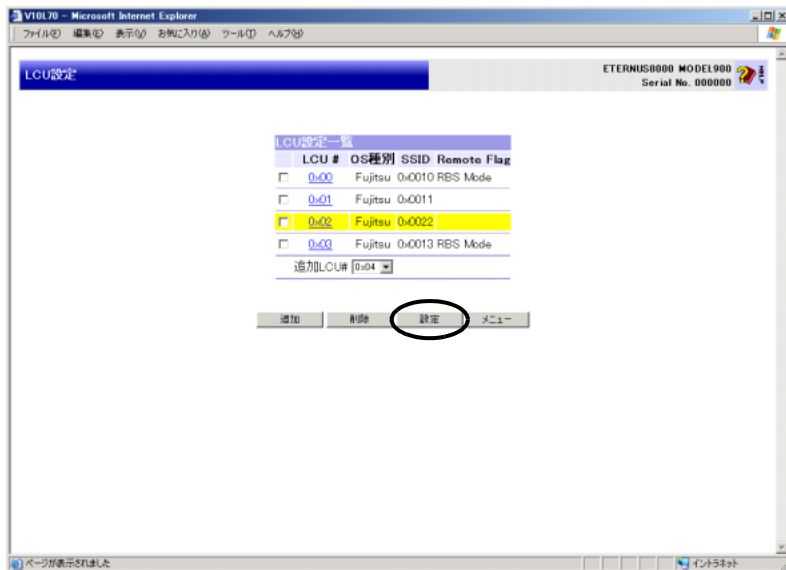 V10L70 - Microsoft Internet Explorer
ファイル(F) 編集(E) 表示(V) お気に入り(A) ツール(T) ヘルプ(H)
LCU設定
ETERNUS8000 MODEL900
Serial No. 000000
LCU設定一覧
LCU # OS種別 SSID Remote Flag
0x00 Fujitsu 0x0010 RBS Mode
0x01 Fujitsu 0x0011
0x02 Fujitsu 0x0022
0x03 Fujitsu 0x0013 RBS Mode
追加LCU# 0x04
追加 削除 設定 メニュー
ページが表示されました イントラネット